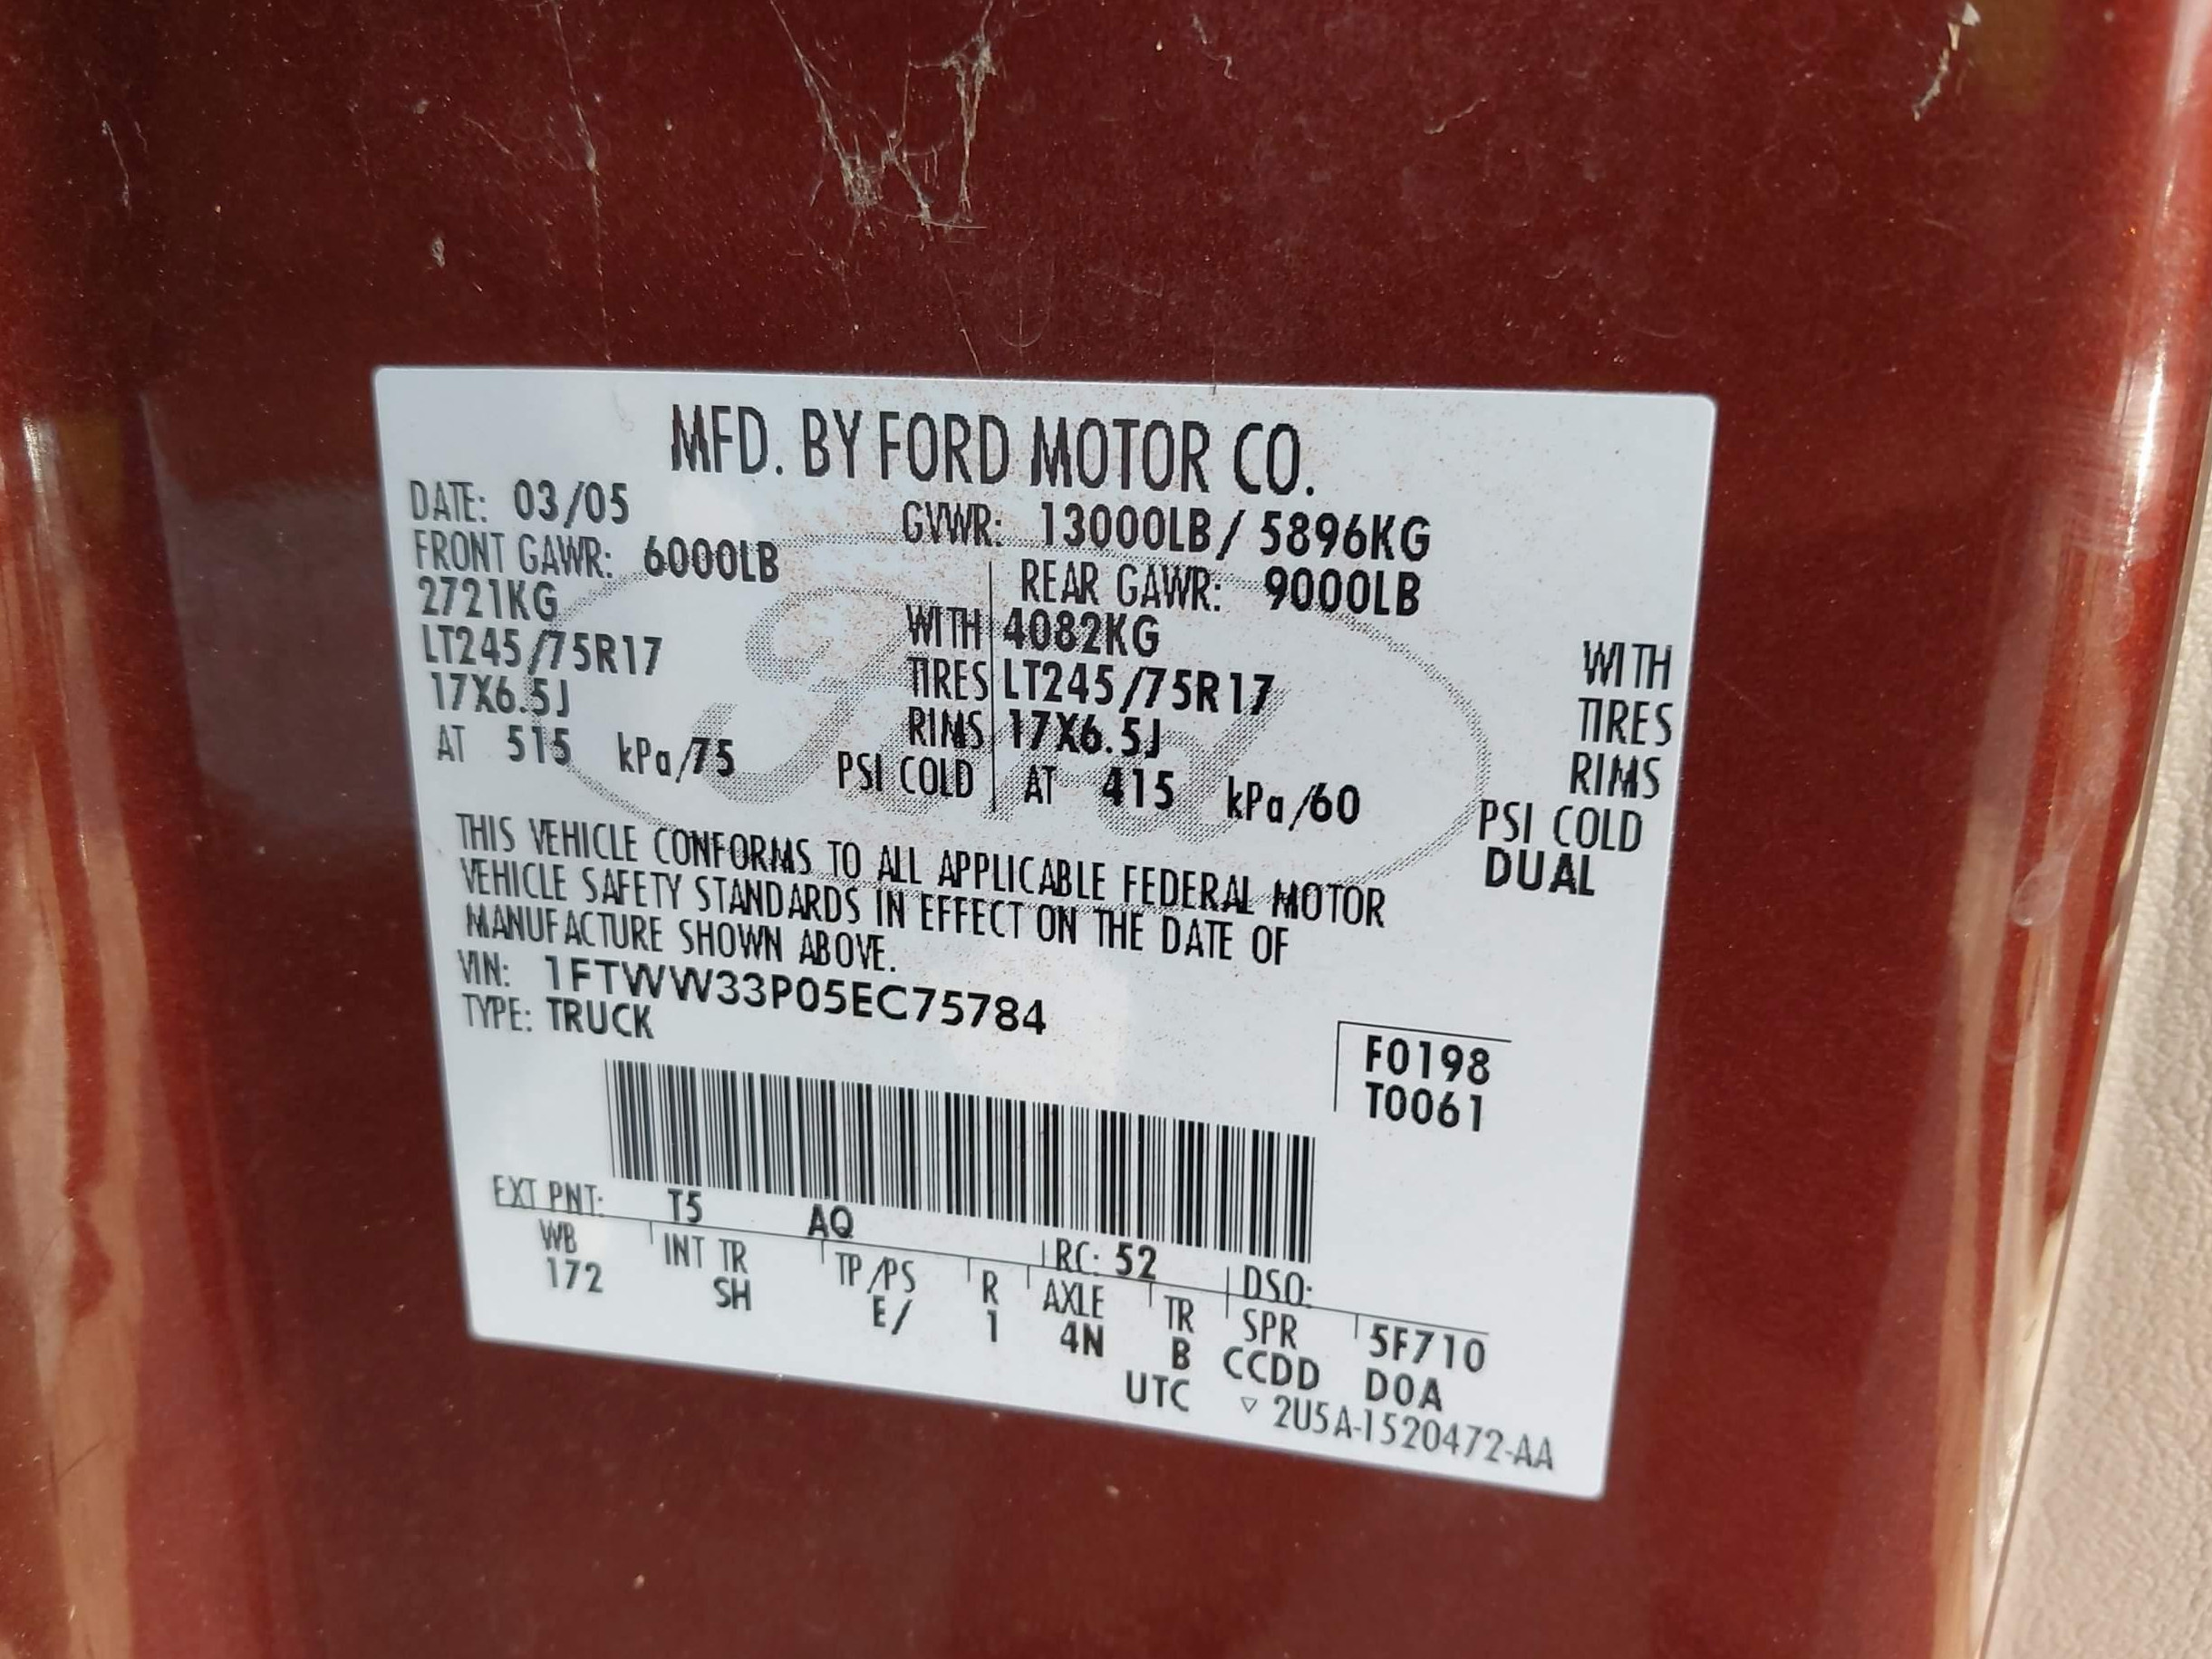 MFD. BY FORD MOTOR CO.
DATE: 03/05 GVWR: 13000LB/ 5896KG
FRONT GAWR: 6000LB REAR GAWR: 9000LB
2721KG WITH 4082KG WITH
LT245/75R17 TIRES LT245/75R17 TIRES
17X6.5J RIMS 17X6.5J RIMS
AT 515 kPa/75 PSI COLD AT 415 kPa/60 PSI COLD
DUAL
THIS VEHICLE CONFORMS TO ALL APPLICABLE FEDERAL MOTOR
VEHICLE SAFETY STANDARDS IN EFFECT ON THE DATE OF
MANUFACTURE SHOWN ABOVE.
VIN: 1FTWW33P05EC75784
TYPE: TRUCK
F0198
T0061
EXT PNT: T5 AQ RC: 52 DSO:
WB INT TR TP/PS R AXLE TR SPR 5F710
172 SH E/ 1 4N B CCDD DOA
UTC ▽ 2U5A-1520472-AA
Ford